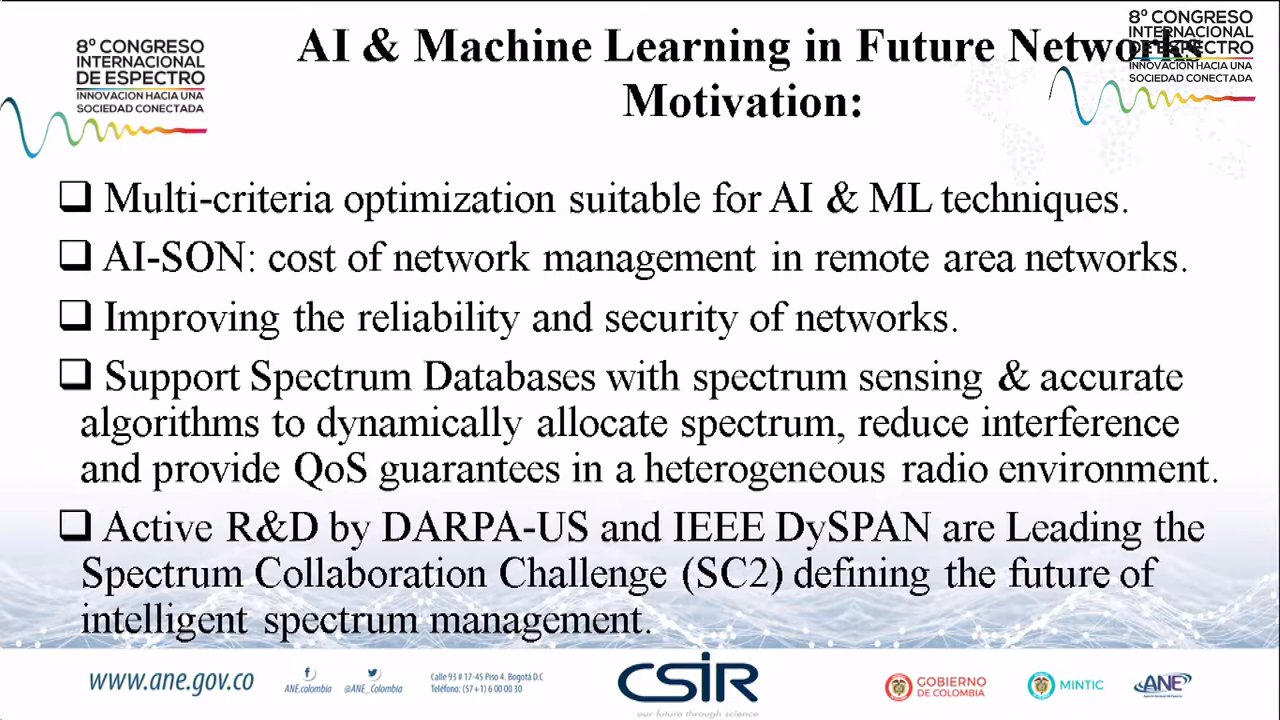 8º CONGRESO
INTERNACIONAL
DE ESPECTRO
INNOVACION HACIA UNA
SOCIEDAD CONECTADA
AI & Machine Learning in Future Networks
Motivation:
8º CONGRESO
INTERNACIONAL
DE ESPECTRO
INNOVACION HACIA UNA
SOCIEDAD CONECTADA
❑ Multi-criteria optimization suitable for AI & ML techniques.
❑ AI-SON: cost of network management in remote area networks.
❑ Improving the reliability and security of networks.
❑ Support Spectrum Databases with spectrum sensing & accurate
algorithms to dynamically allocate spectrum, reduce interference
and provide QoS guarantees in a heterogeneous radio environment.
❑ Active R&D by DARPA-US and IEEE DySPAN are Leading the
Spectrum Collaboration Challenge (SC2) defining the future of
intelligent spectrum management.
www.ane.gov.co
ANE.colombia
@ANE_Colombia
Calle 93 # 17-45 Piso 4. Bogotá D.C
Teléfono: (57+1) 6 00 00 30
CSIR
our future through science
GOBIERNO
DE COLOMBIA
MINTIC
ANE